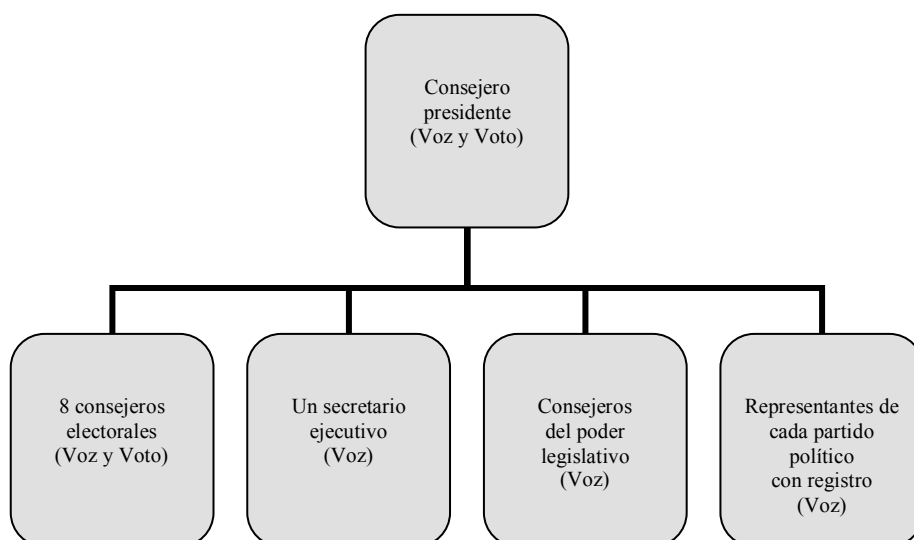 Consejero
presidente
(Voz y Voto)
8 consejeros
electorales
(Voz y Voto)
Un secretario
ejecutivo
(Voz)
Consejeros
del poder
legislativo
(Voz)
Representantes de
cada partido
político
con registro
(Voz)